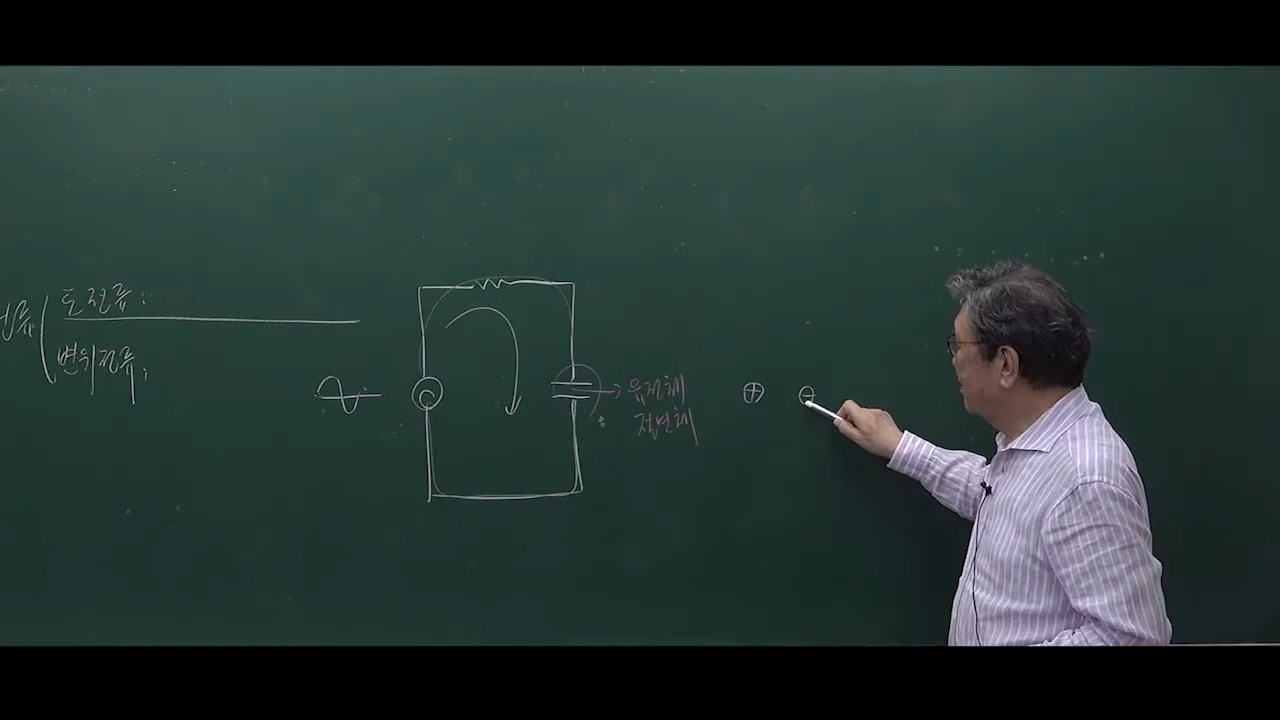 도전류:
변위전류,
유전체
절연체
⊕ ⊖